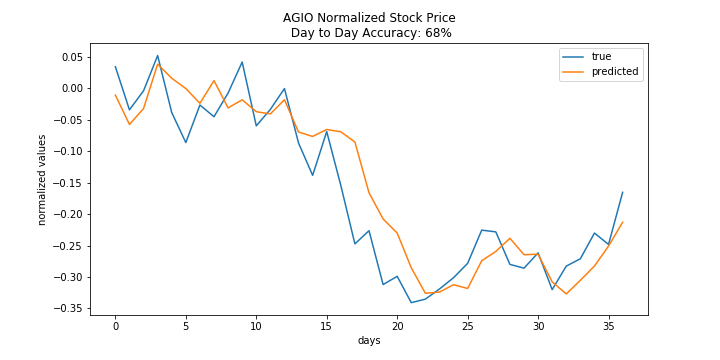 AGIO Normalized Stock Price
Day to Day Accuracy: 68%
true
predicted
normalized values
0.05
0.00
−0.05
−0.10
−0.15
−0.20
−0.25
−0.30
−0.35
0 5 10 15 20 25 30 35
days